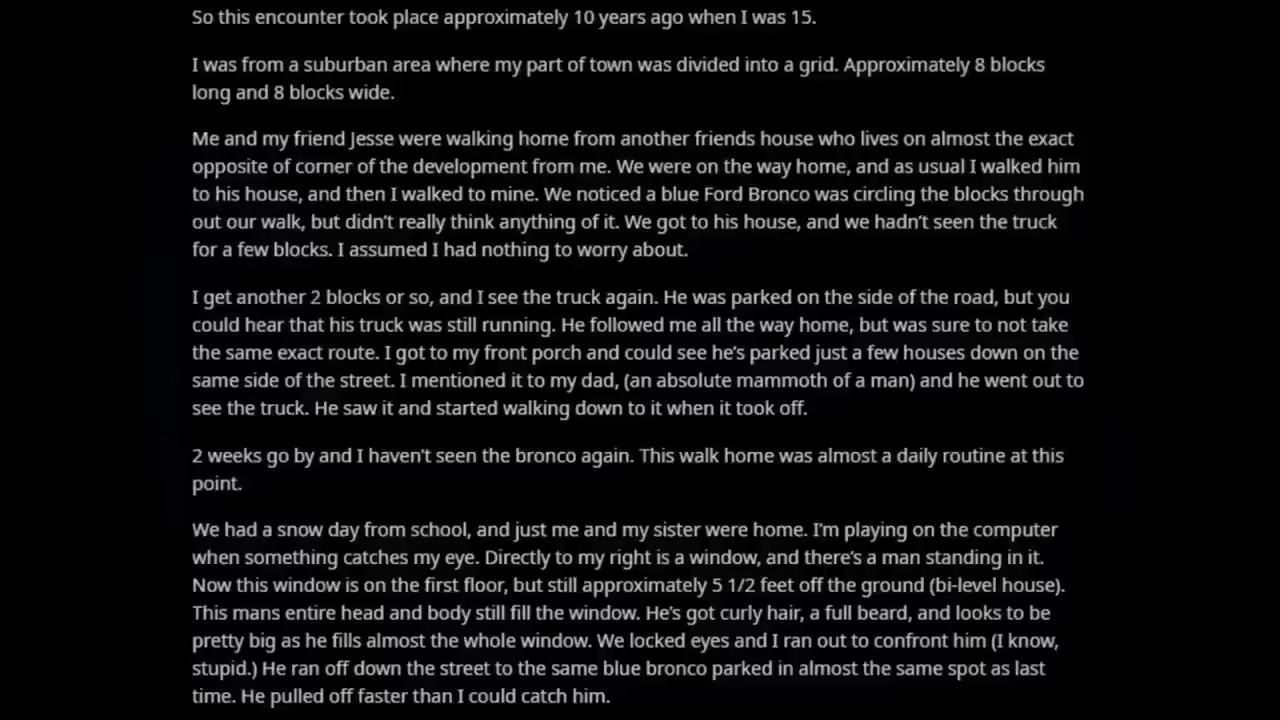 So this encounter took place approximately 10 years ago when I was 15.
I was from a suburban area where my part of town was divided into a grid. Approximately 8 blocks
long and 8 blocks wide.
Me and my friend Jesse were walking home from another friends house who lives on almost the exact
opposite of corner of the development from me. We were on the way home, and as usual I walked him
to his house, and then I walked to mine. We noticed a blue Ford Bronco was circling the blocks through
out our walk, but didn't really think anything of it. We got to his house, and we hadn't seen the truck
for a few blocks. I assumed I had nothing to worry about.
I get another 2 blocks or so, and I see the truck again. He was parked on the side of the road, but you
could hear that his truck was still running. He followed me all the way home, but was sure to not take
the same exact route. I got to my front porch and could see he's parked just a few houses down on the
same side of the street. I mentioned it to my dad, (an absolute mammoth of a man) and he went out to
see the truck. He saw it and started walking down to it when it took off.
2 weeks go by and I haven't seen the bronco again. This walk home was almost a daily routine at this
point.
We had a snow day from school, and just me and my sister were home. I'm playing on the computer
when something catches my eye. Directly to my right is a window, and there's a man standing in it.
Now this window is on the first floor, but still approximately 5 1/2 feet off the ground (bi-level house).
This mans entire head and body still fill the window. He's got curly hair, a full beard, and looks to be
pretty big as he fills almost the whole window. We locked eyes and I ran out to confront him (I know,
stupid.) He ran off down the street to the same blue bronco parked in almost the same spot as last
time. He pulled off faster than I could catch him.